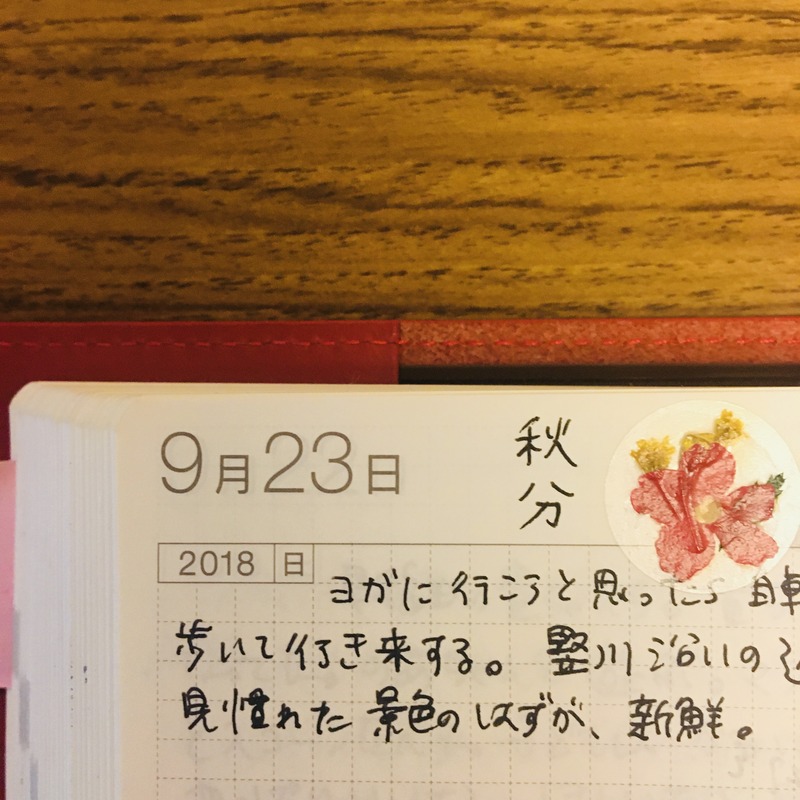 9月23日
秋分
2018 日
ヨガに行こうと思ったら自
歩いて行き来する。竪川ぐらいの
見慣れた景色のはずが、新鮮。